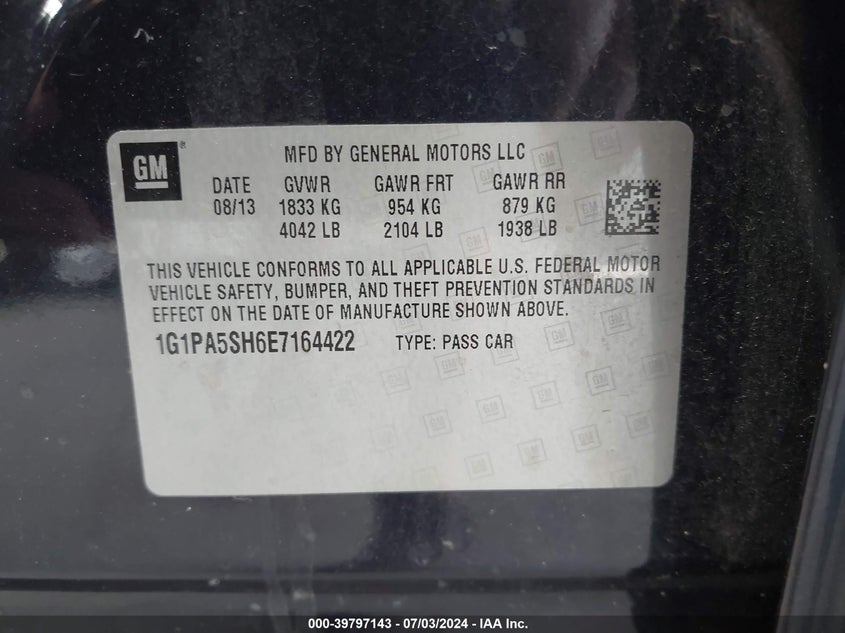 GM ®
MFD BY GENERAL MOTORS LLC
DATE GVWR GAWR FRT GAWR RR
08/13 1833 KG 954 KG 879 KG
4042 LB 2104 LB 1938 LB
THIS VEHICLE CONFORMS TO ALL APPLICABLE U.S. FEDERAL MOTOR
VEHICLE SAFETY, BUMPER, AND THEFT PREVENTION STANDARDS IN
EFFECT ON THE DATE OF MANUFACTURE SHOWN ABOVE.
1G1PA5SH6E7164422 TYPE: PASS CAR
000-39797143 - 07/03/2024 - IAA Inc.